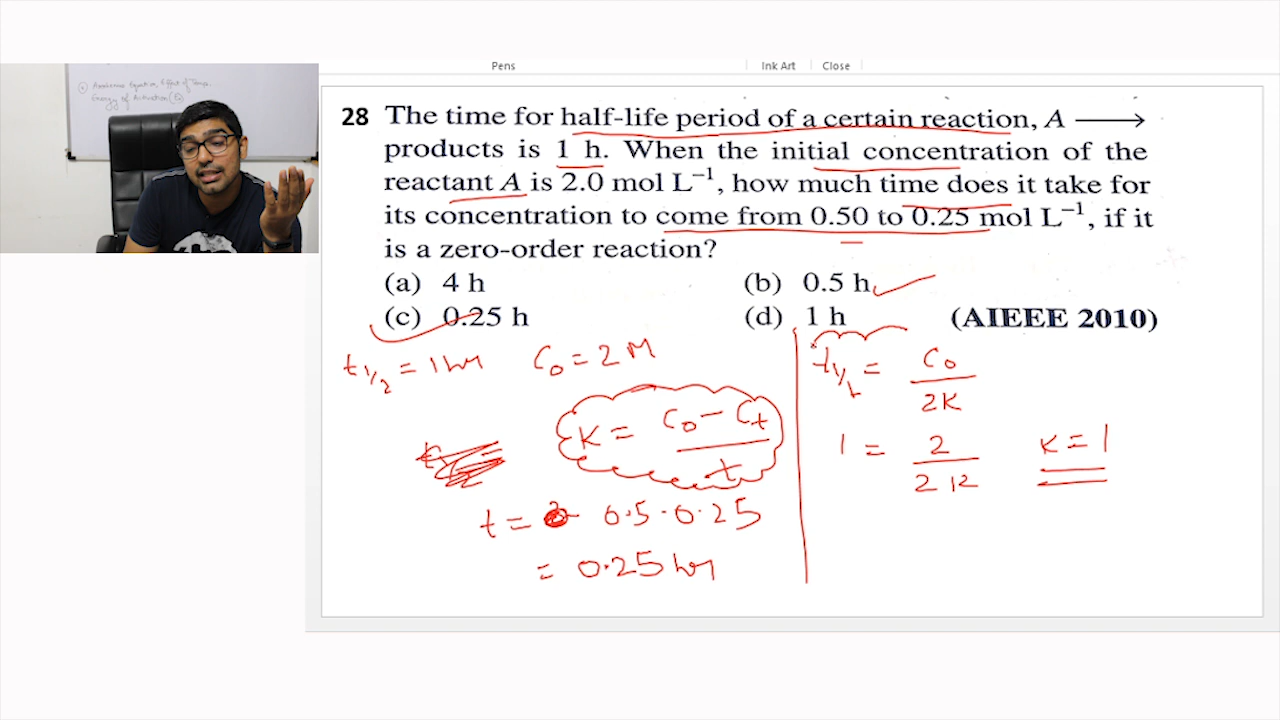 Pens Ink Art Close
Energy of Activation
28 The time for half-life period of a certain reaction, A ⟶
products is 1 h. When the initial concentration of the
reactant A is 2.0 mol L⁻¹, how much time does it take for
its concentration to come from 0.50 to 0.25 mol L⁻¹, if it
is a zero-order reaction?
(a) 4 h (b) 0.5 h
(c) 0.25 h (d) 1 h (AIEEE 2010)
t1/2 = 1 hr C₀ = 2 M
K = C₀ - Ct / t
t = 0.5 - 0.25
= 0.25 hr
t1/2 = C₀ / 2K
1 = 2 / 2K K = 1